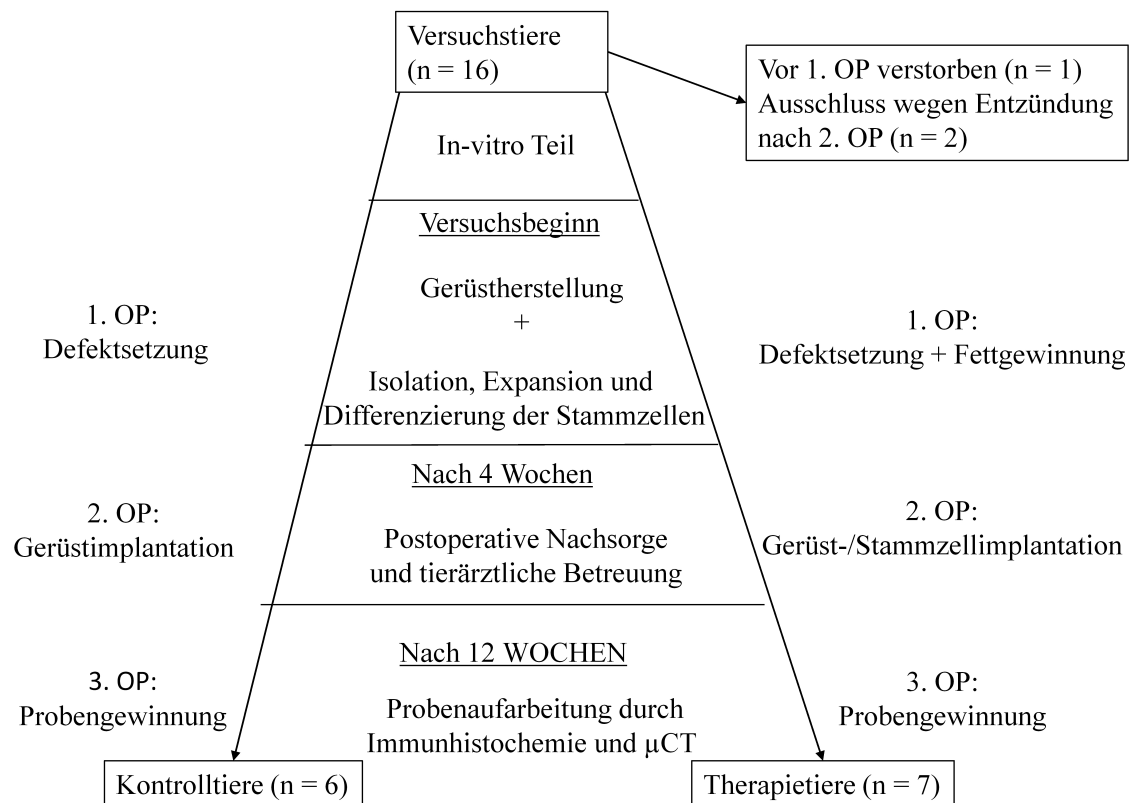 Versuchstiere
(n = 16)
Vor 1. OP verstorben (n = 1)
Ausschluss wegen Entzündung
nach 2. OP (n = 2)
In-vitro Teil
Versuchsbeginn
Gerüstherstellung
+
Isolation, Expansion und
Differenzierung der Stammzellen
1. OP:
Defektsetzung
1. OP:
Defektsetzung + Fettgewinnung
Nach 4 Wochen
Postoperative Nachsorge
und tierärztliche Betreuung
2. OP:
Gerüstimplantation
2. OP:
Gerüst-/Stammzellimplantation
Nach 12 WOCHEN
Probenaufarbeitung durch
Immunhistochemie und µCT
3. OP:
Probengewinnung
3. OP:
Probengewinnung
Kontrolltiere (n = 6)
Therapietiere (n = 7)